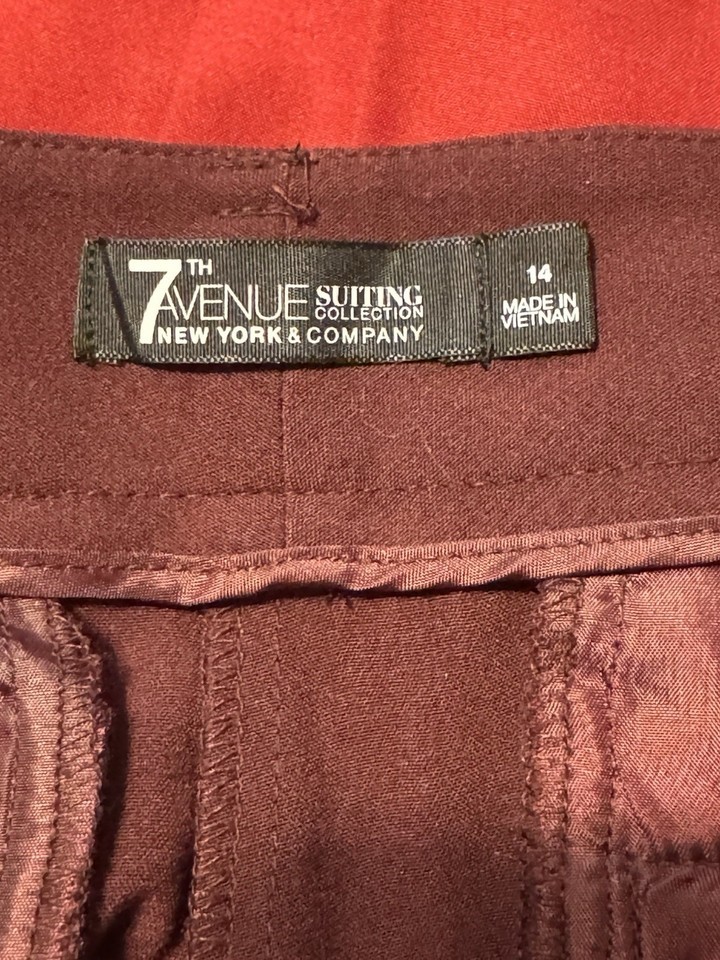 7TH AVENUE SUITING COLLECTION
NEW YORK & COMPANY
14
MADE IN
VIETNAM